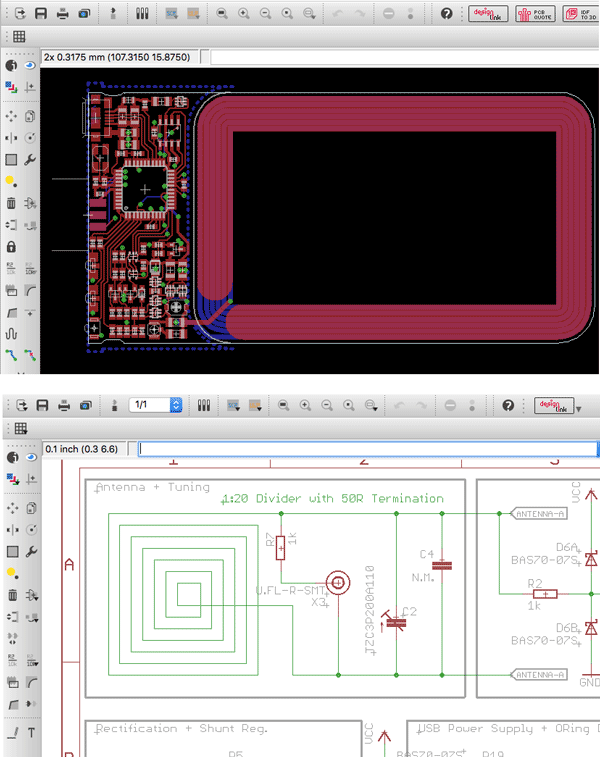 design link
PCB QUOTE
IDF TO 3D
2x 0.3175 mm (107.3150 15.8750)
1/1
design link
0.1 inch (0.3 6.6)
1
2
3
Antenna + Tuning
1:20 Divider with 50R Termination
VCC
ANTENNA-A
R7
1k
D6A
BAS70-07S
C4
N.M.
A
U.FL-R-SMT
X3
TZC3P200A110
C2
R2
1k
D6B
BAS70-07S
ANTENNA-A
GND
Rectification + Shunt Reg.
VCC
USB Power Supply + ORing D
R5
BAS70-07S
R19